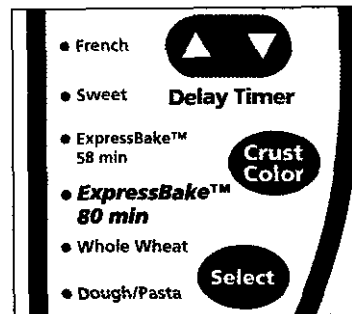 • French
• Sweet
Delay Timer
• ExpressBake™
58 min
Crust
Color
• ExpressBake™
80 min
• Whole Wheat
Select
• Dough/Pasta